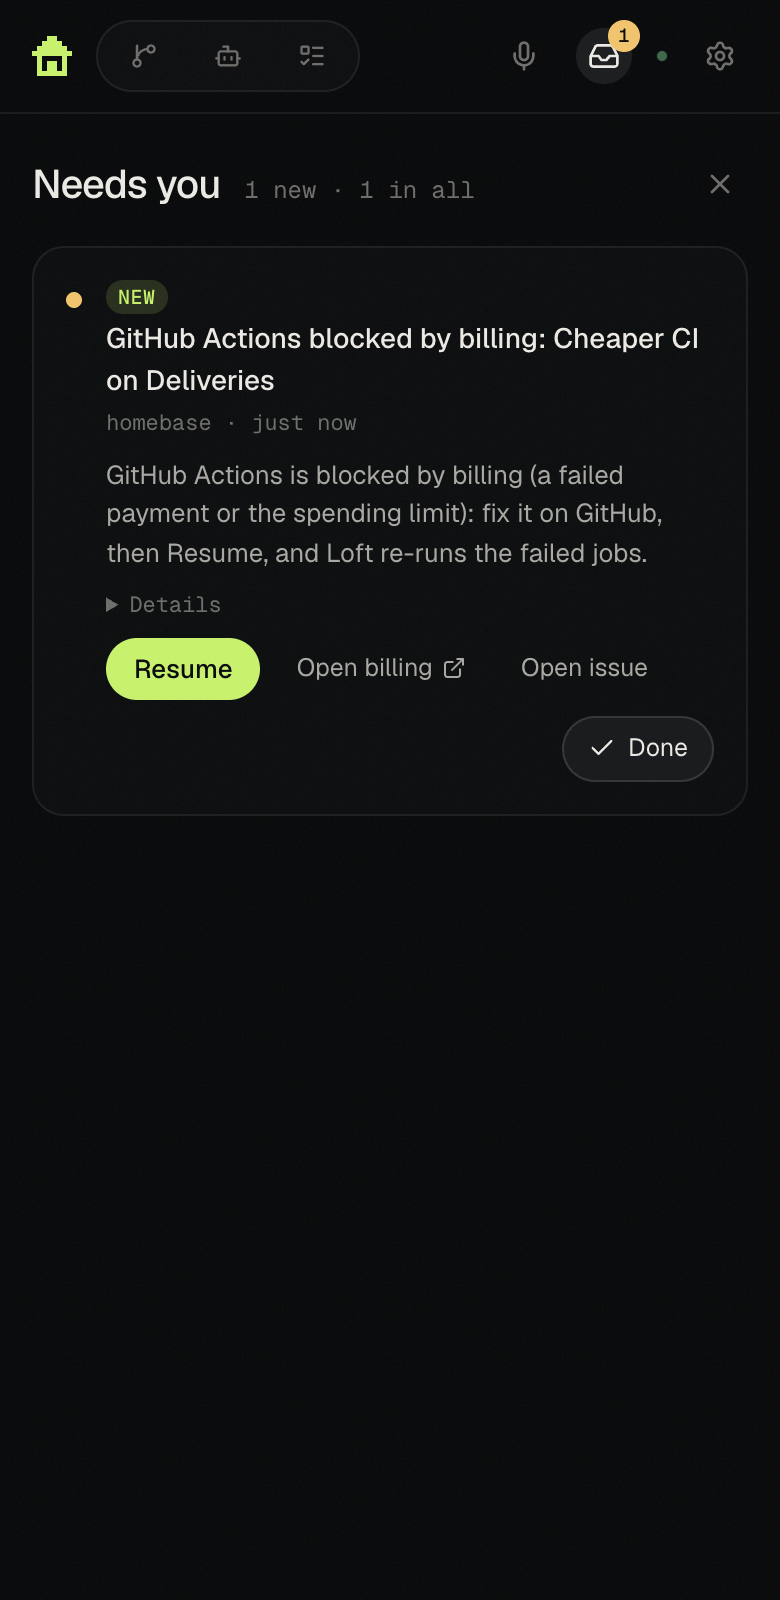 1
Needs you 1 new · 1 in all
NEW
GitHub Actions blocked by billing: Cheaper CI
on Deliveries
homebase · just now
GitHub Actions is blocked by billing (a failed
payment or the spending limit): fix it on GitHub,
then Resume, and Loft re-runs the failed jobs.
Details
Resume Open billing Open issue
Done